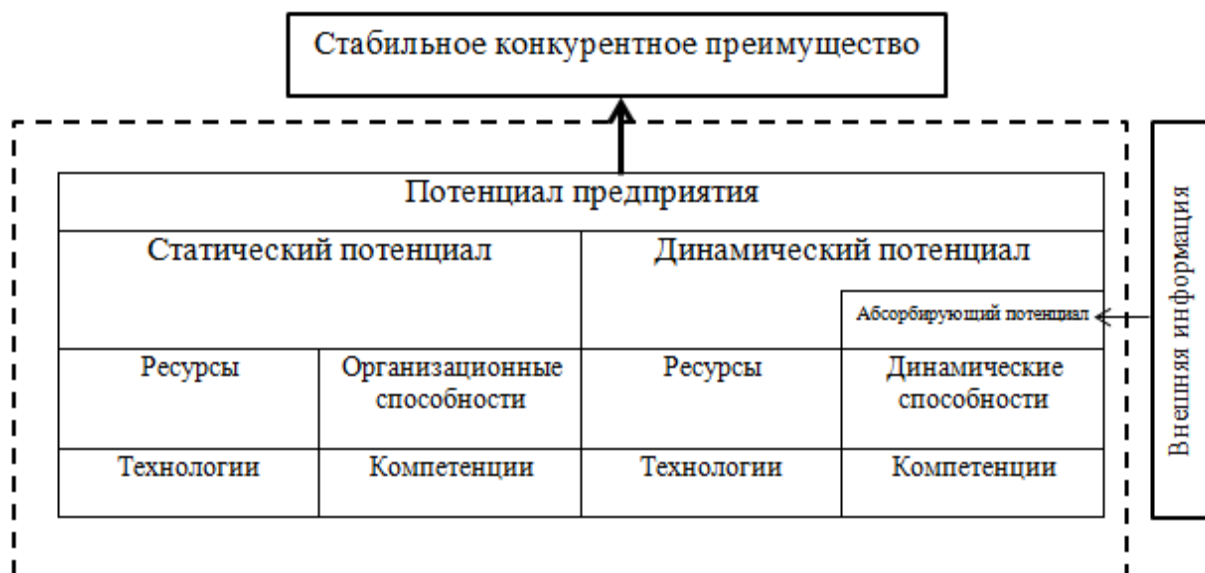 Стабильное конкурентное преимущество
Потенциал предприятия
Статический потенциал
Динамический потенциал
Абсорбирующий потенциал
Ресурсы
Организационные
способности
Ресурсы
Динамические
способности
Технологии
Компетенции
Технологии
Компетенции
Внешняя информация